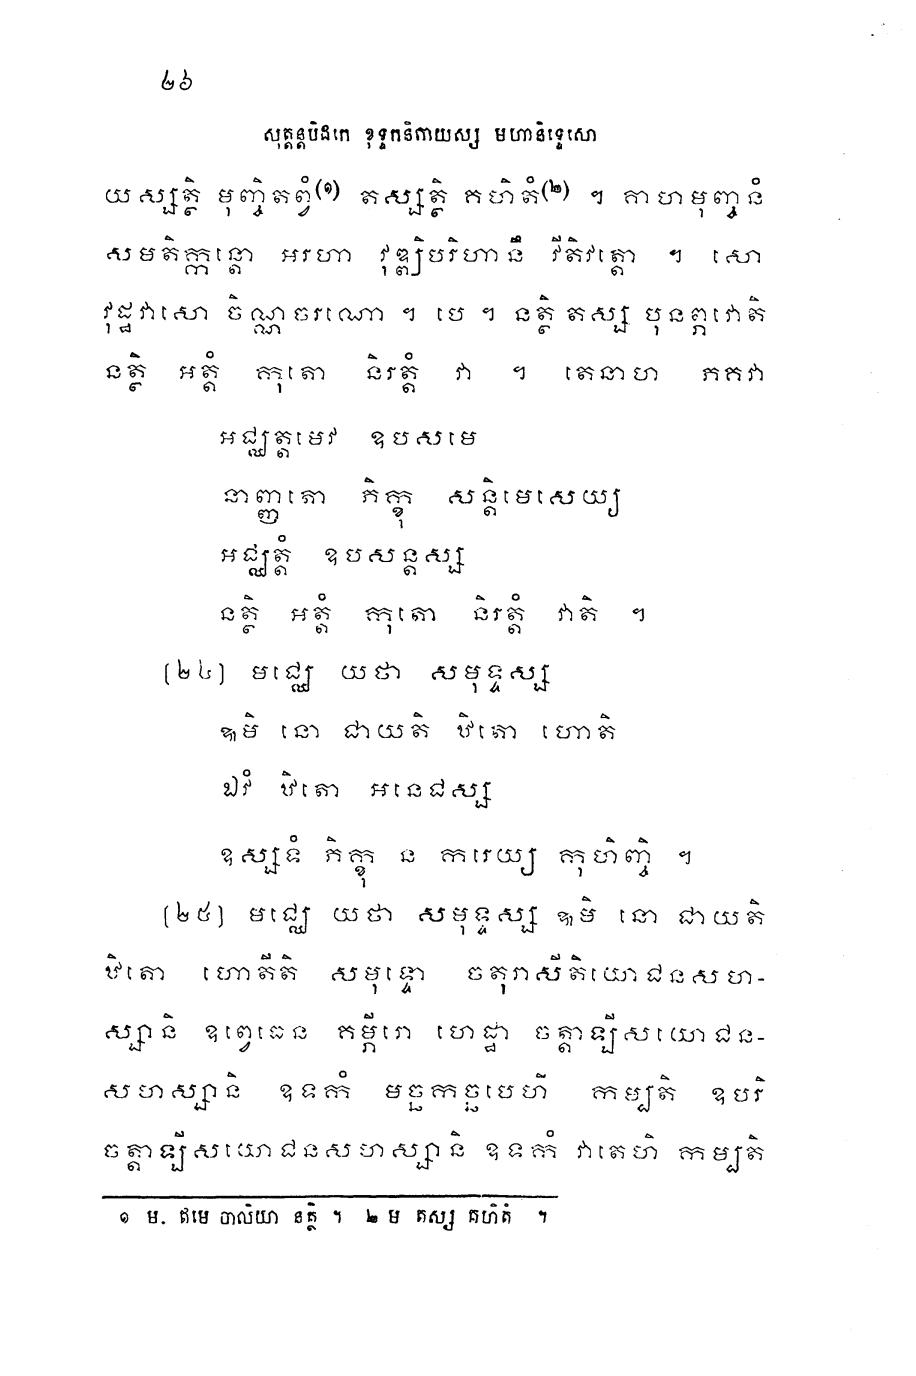 ២៦
សុត្តន្តបិដកេ ខុទ្ទកនិកាយស្ស មហានិទ្ទេសោ
យស្សត្ថិ មុញ្ចិតព្វំ(១) តស្សត្ថិ គហិតំ(២) ។ គាហមុញ្ចនំ
សមតិក្កន្តោ អរហា វុឌ្ឍិបរិហានឹ វីតិវត្តោ ។ សោ
វុដ្ឋវាសោ ចិណ្ណចរណោ ។ បេ ។ នត្ថិ តស្ស បុនព្ភវោតិ
នត្ថិ អត្តំ កុតោ និរត្តំ វា ។ តេនាហ ភគវា
អជ្ឈត្តមេវ ឧបសមេ
នាញ្ញតោ ភិក្ខុ សន្តិមេសេយ្យ
អជ្ឈត្តំ ឧបសន្តស្ស
នត្ថិ អត្តំ កុតោ និរត្តំ វាតិ ។
(២៤) មជ្ឈេ យថា សមុទ្ទស្ស
ឩមិ នោ ជាយតិ ឋិតោ ហោតិ
ឯវំ ឋិតោ អនេជស្ស
ឧស្សទំ ភិក្ខុ ន ករេយ្យ កុហិញ្ចិ ។
(២៥) មជ្ឈេ យថា សមុទ្ទស្ស ឩមិ នោ ជាយតិ
ឋិតោ ហោតីតិ សមុទ្ទោ ចតុរាសីតិយោជនសហ-
ស្សានិ ឧព្វេធេន គម្ភីរោ ហេដ្ឋា ចត្តាឡីសយោជន-
សហស្សានិ ឧទកំ មច្ឆកច្ឆបេហី កម្បតិ ឧបរិ
ចត្តាឡីសយោជនសហស្សានិ ឧទកំ វាតេហិ កម្បតិ
១ ម. ឥមេ បាលិយា នត្ថិ ។ ២ ម តស្ស គហិតំ ។